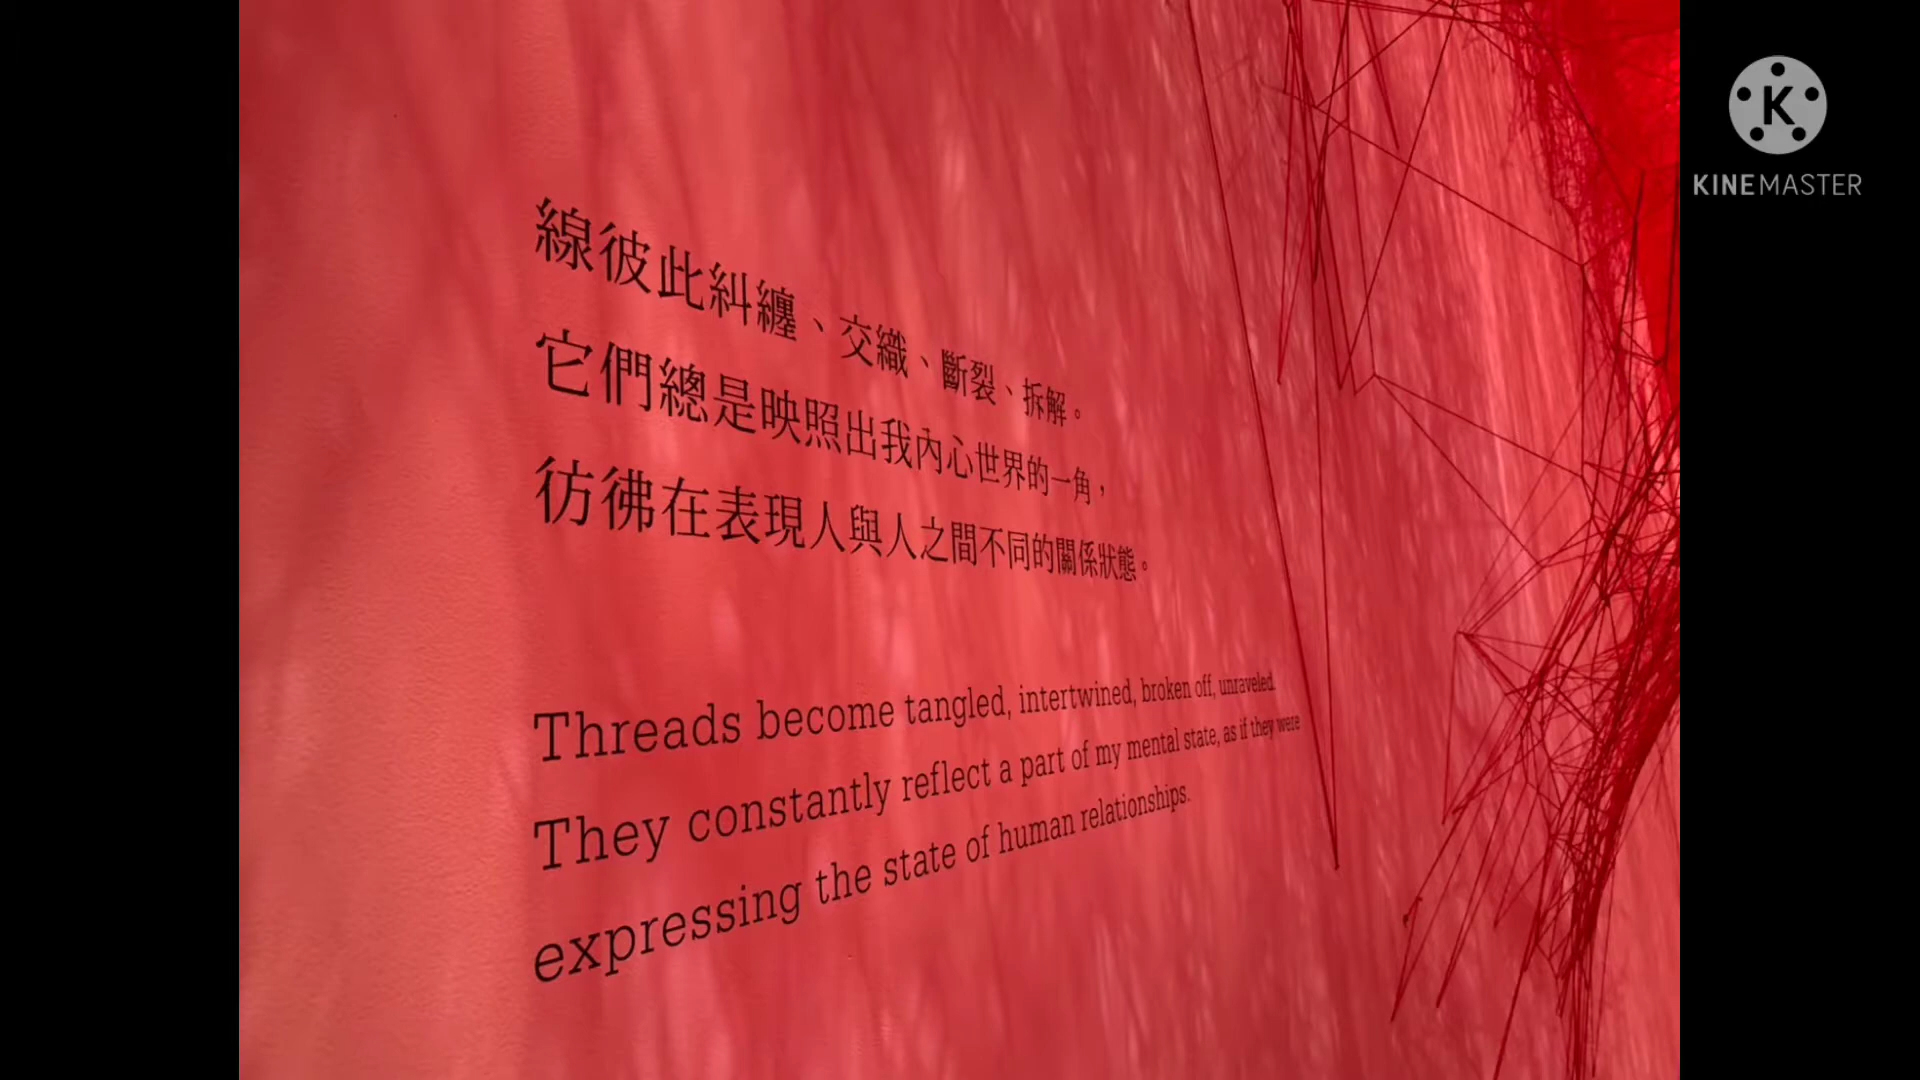 線彼此糾纏、交織、斷裂、拆解。
它們總是映照出我內心世界的一角，
彷彿在表現人與人之間不同的關係狀態。
Threads become tangled, intertwined, broken off, unraveled.
They constantly reflect a part of my mental state, as if they were
expressing the state of human relationships.
K
KINEMASTER